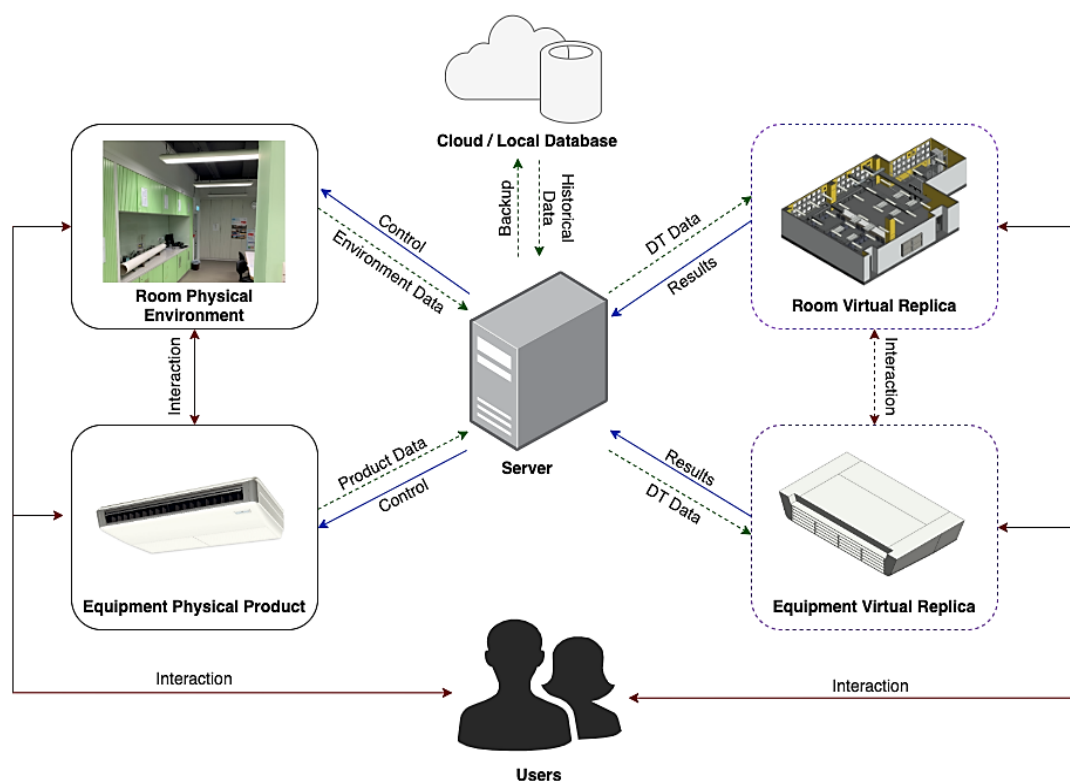 Cloud / Local Database
Backup
Historical
Data
Control
Environment Data
DT Data
Results
Room Physical
Environment
Room Virtual Replica
Interaction
Interaction
Product Data
Control
Server
Results
DT Data
Equipment Physical Product
Equipment Virtual Replica
Interaction
Interaction
Users